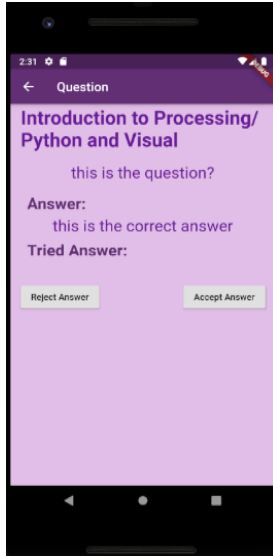 2:31
DEBUG
Question
Introduction to Processing/
Python and Visual
this is the question?
Answer:
this is the correct answer
Tried Answer:
Reject Answer Accept Answer